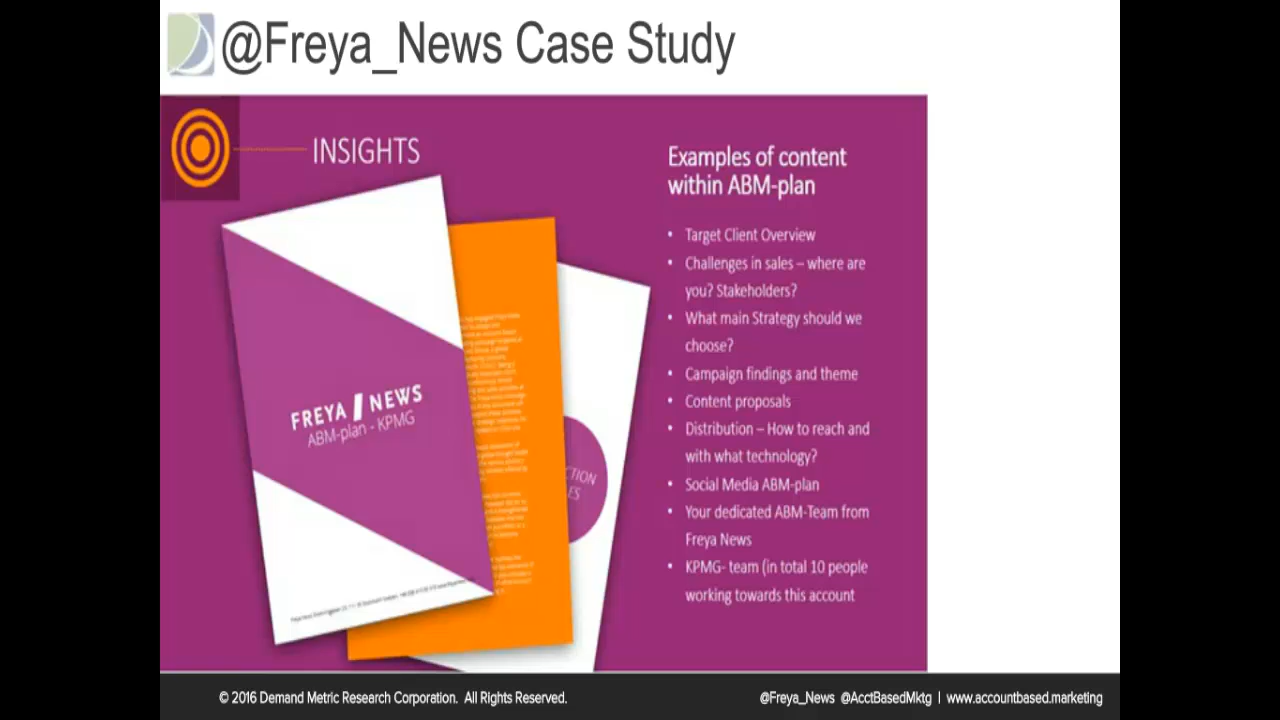 @Freya_News Case Study
INSIGHTS
Examples of content
within ABM-plan
• Target Client Overview
• Challenges in sales – where are
you? Stakeholders?
• What main Strategy should we
choose?
• Campaign findings and theme
• Content proposals
• Distribution – How to reach and
with what technology?
• Social Media ABM-plan
• Your dedicated ABM-Team from
Freya News
• KPMG- team (in total 10 people
working towards this account
FREYA NEWS
ABM-plan - KPMG
CTION
ES
© 2016 Demand Metric Research Corporation. All Rights Reserved.
@Freya_News @AcctBasedMktg | www.accountbased.marketing